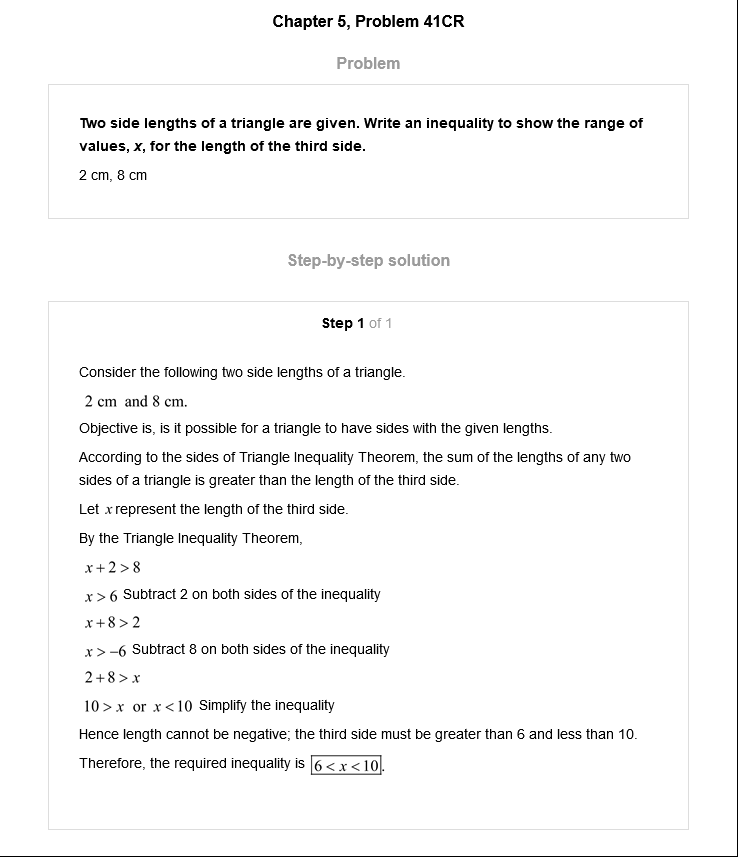 Chapter 5, Problem 41CR
Problem
Two side lengths of a triangle are given. Write an inequality to show the range of
values, x, for the length of the third side.
2 cm, 8 cm
Step-by-step solution
Step 1 of 1
Consider the following two side lengths of a triangle.
2 cm and 8 cm.
Objective is, is it possible for a triangle to have sides with the given lengths.
According to the sides of Triangle Inequality Theorem, the sum of the lengths of any two
sides of a triangle is greater than the length of the third side.
Let x represent the length of the third side.
By the Triangle Inequality Theorem,
x+2>8
x>6 Subtract 2 on both sides of the inequality
x+8>2
x>−6 Subtract 8 on both sides of the inequality
2+8>x
10>x or x<10 Simplify the inequality
Hence length cannot be negative; the third side must be greater than 6 and less than 10.
Therefore, the required inequality is 6<x<10.